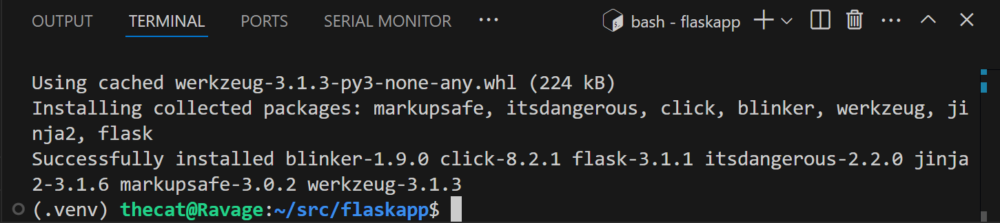 OUTPUT TERMINAL PORTS SERIAL MONITOR ··· bash - flaskapp ···
Using cached werkzeug-3.1.3-py3-none-any.whl (224 kB)
Installing collected packages: markupsafe, itsdangerous, click, blinker, werkzeug, ji
nja2, flask
Successfully installed blinker-1.9.0 click-8.2.1 flask-3.1.1 itsdangerous-2.2.0 jinja
2-3.1.6 markupsafe-3.0.2 werkzeug-3.1.3
(.venv) thecat@Ravage:~/src/flaskapp$